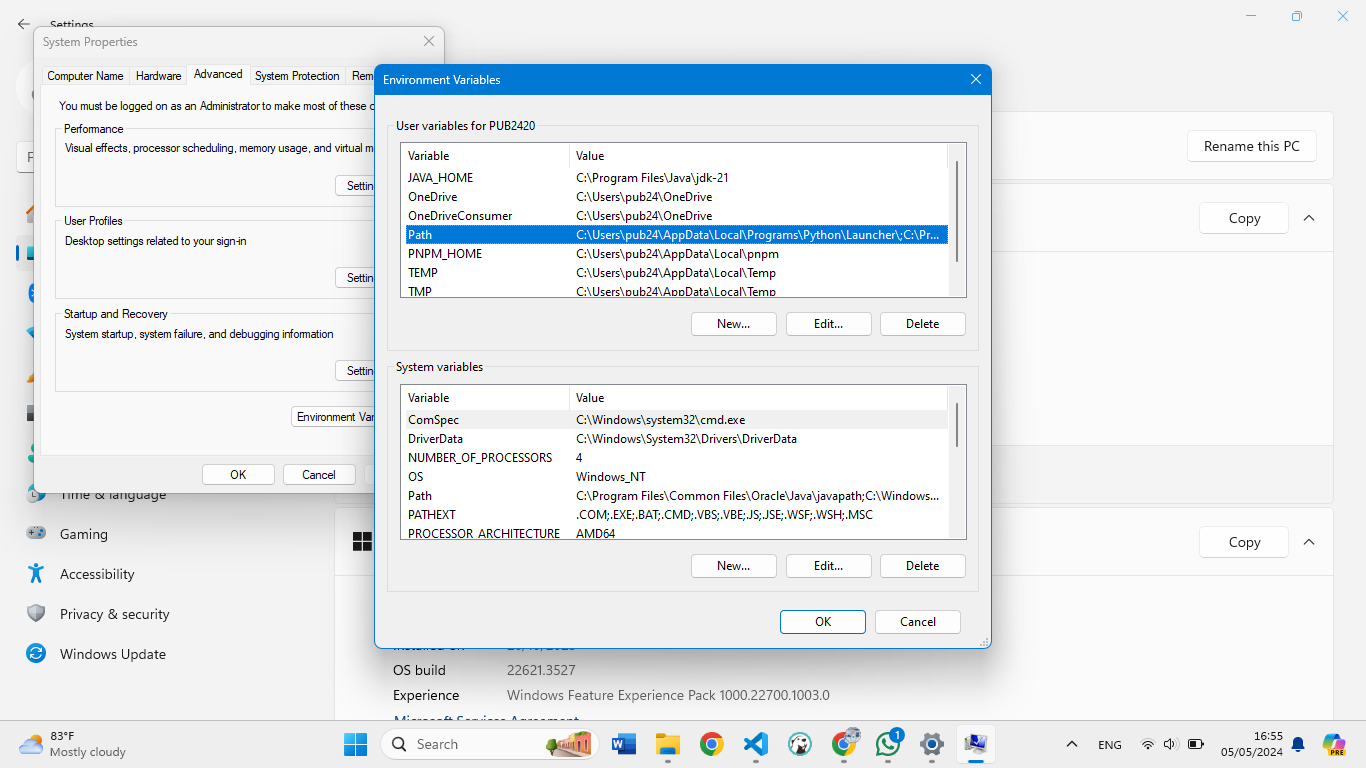 Settings
System Properties
Computer Name
Hardware
Advanced
System Protection
Rem
You must be logged on as an Administrator to make most of these c
Performance
Visual effects, processor scheduling, memory usage, and virtual m
Settin
User Profiles
Desktop settings related to your sign-in
Settin
Startup and Recovery
System startup, system failure, and debugging information
Settin
Environment Var
OK
Cancel
Environment Variables
User variables for PUB2420
Variable Value
JAVA_HOME C:\Program Files\Java\jdk-21
OneDrive C:\Users\pub24\OneDrive
OneDriveConsumer C:\Users\pub24\OneDrive
Path C:\Users\pub24\AppData\Local\Programs\Python\Launcher\;C:\Pr...
PNPM_HOME C:\Users\pub24\AppData\Local\pnpm
TEMP C:\Users\pub24\AppData\Local\Temp
TMP C:\Users\pub24\AppData\Local\Temp
New... Edit... Delete
System variables
Variable Value
ComSpec C:\Windows\system32\cmd.exe
DriverData C:\Windows\System32\Drivers\DriverData
NUMBER_OF_PROCESSORS 4
OS Windows_NT
Path C:\Program Files\Common Files\Oracle\Java\javapath;C:\Windows...
PATHEXT .COM;.EXE;.BAT;.CMD;.VBS;.VBE;.JS;.JSE;.WSF;.WSH;.MSC
PROCESSOR_ARCHITECTURE AMD64
New... Edit... Delete
OK Cancel
Rename this PC
Copy
Copy
Time & language
Gaming
Accessibility
Privacy & security
Windows Update
OS build 22621.3527
Experience Windows Feature Experience Pack 1000.22700.1003.0
Microsoft Services Agreement
83°F
Mostly cloudy
Search
1
ENG
16:55
05/05/2024
PRE